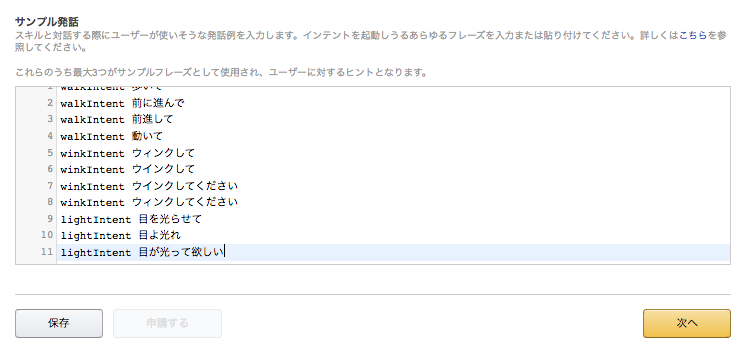 サンプル発話
スキルと対話する際にユーザーが使いそうな発話例を入力します。インテントを起動しうるあらゆるフレーズを入力または貼り付けてください。詳しくはこちらを参
照してください。
これらのうち最大3つがサンプルフレーズとして使用され、ユーザーに対するヒントとなります。
1 walkIntent 歩いて
2 walkIntent 前に進んで
3 walkIntent 前進して
4 walkIntent 動いて
5 winkIntent ウィンクして
6 winkIntent ウインクして
7 winkIntent ウインクしてください
8 winkIntent ウィンクしてください
9 lightIntent 目を光らせて
10 lightIntent 目よ光れ
11 lightIntent 目が光って欲しい
保存 申請する 次へ